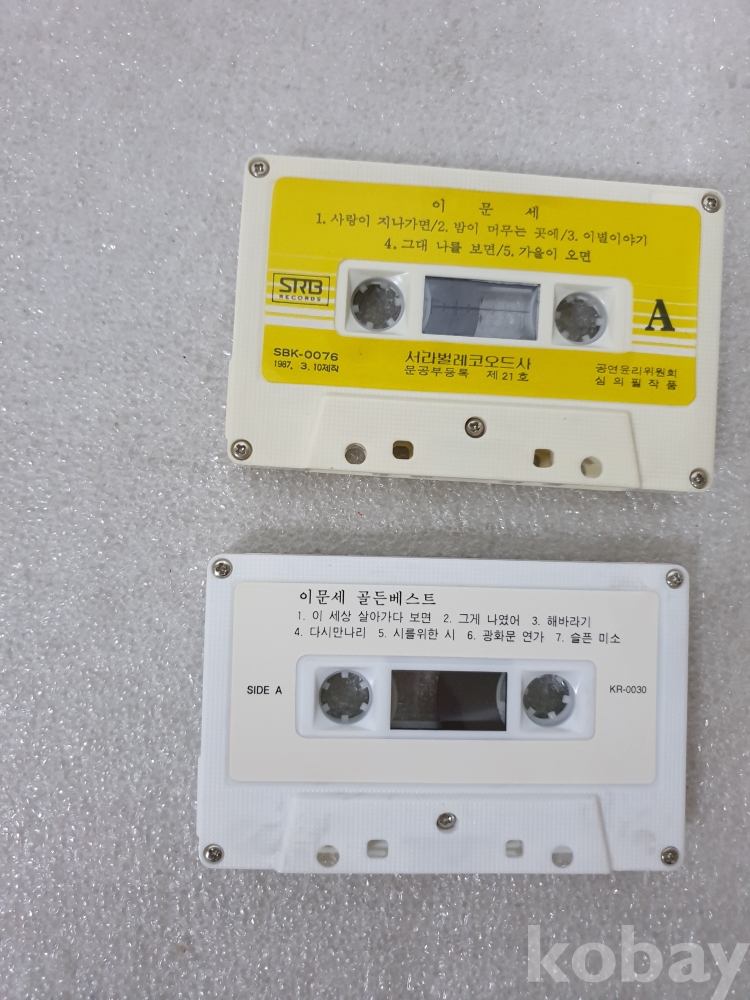 이 문 세
1. 사랑이 지나가면/2. 밤이 머무는 곳에/3. 이별이야기
4. 그대 나를 보면/5. 가을이 오면
SRB
RECORDS
A
SBK-0076
1987. 3. 10제작
서라벌레코오드사
문공부등록 제21호
공연윤리위원회
심의필작품
이문세 골든베스트
1. 이 세상 살아가다 보면 2. 그게 나였어 3. 해바라기
4. 다시만나리 5. 시를위한 시 6. 광화문 연가 7. 슬픈 미소
SIDE A
KR-0030
kobay